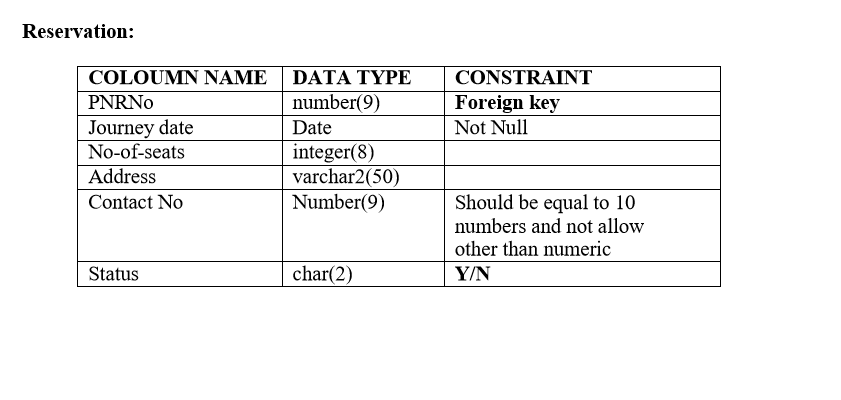 Reservation:
COLOUMN NAME DATA TYPE CONSTRAINT
PNRNo number(9) Foreign key
Journey date Date Not Null
No-of-seats integer(8)
Address varchar2(50)
Contact No Number(9) Should be equal to 10
numbers and not allow
other than numeric
Status char(2) Y/N